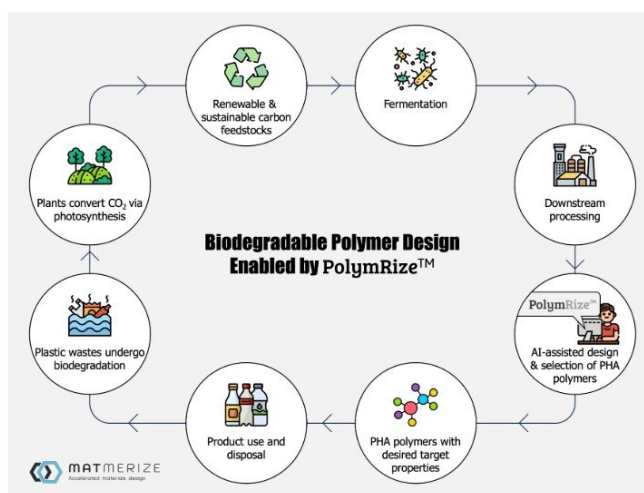 Renewable &
sustainable carbon
feedstocks
Fermentation
Plants convert CO₂ via
photosynthesis
Downstream
processing
Biodegradable Polymer Design
Enabled by PolymRize™
PolymRize™
AI-assisted design
& selection of PHA
polymers
Plastic wastes undergo
biodegradation
Product use and
disposal
PHA polymers with
desired target
properties
MATMERIZE
Accelerated materials design